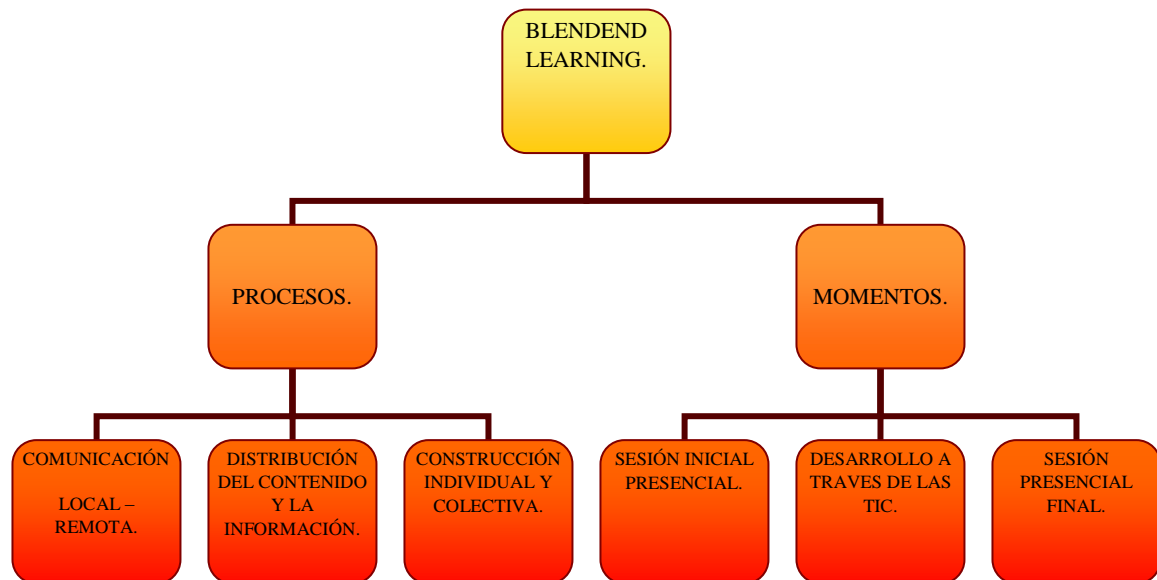 BLENDEND
LEARNING.
PROCESOS.
MOMENTOS.
COMUNICACIÓN
LOCAL –
REMOTA.
DISTRIBUCIÓN
DEL CONTENIDO
Y LA
INFORMACIÓN.
CONSTRUCCIÓN
INDIVIDUAL Y
COLECTIVA.
SESIÓN INICIAL
PRESENCIAL.
DESARROLLO A
TRAVES DE LAS
TIC.
SESIÓN
PRESENCIAL
FINAL.